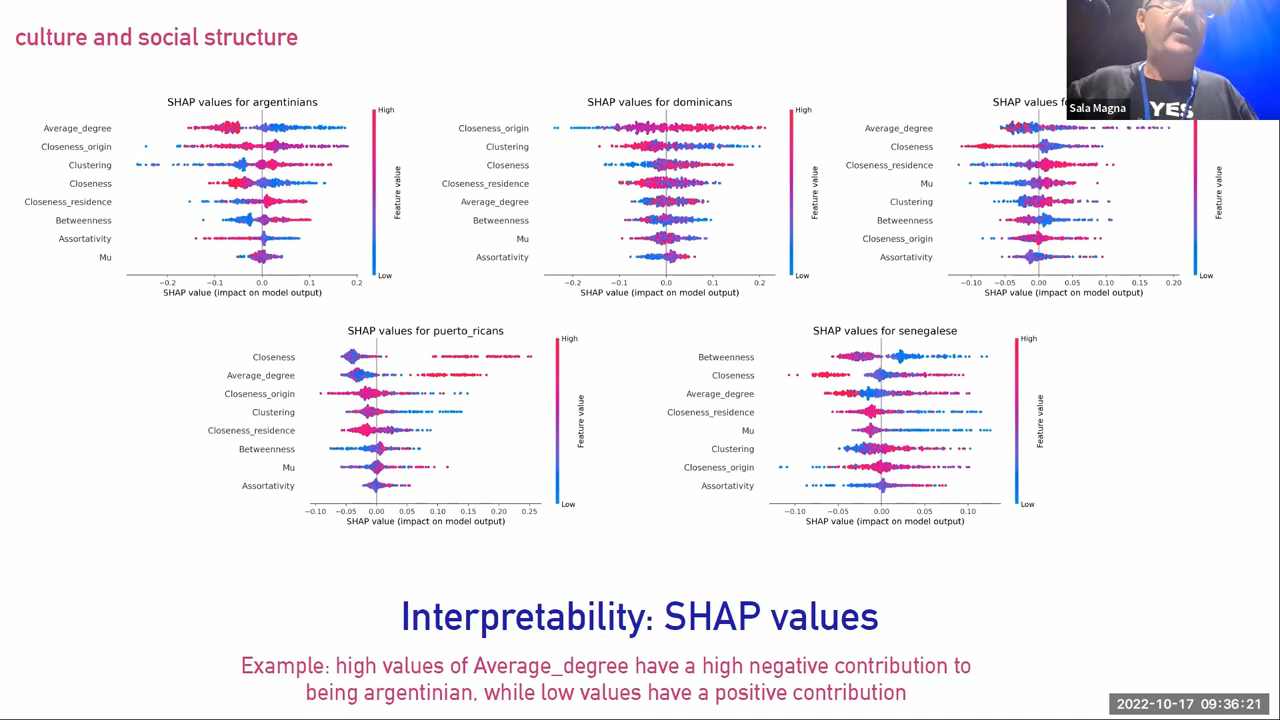 culture and social structure
Sala Magna
YES
SHAP values for argentinians
Average_degree
Closeness_origin
Clustering
Closeness
Closeness_residence
Betweenness
Assortativity
Mu
−0.2 −0.1 0.0 0.1 0.2
SHAP value (impact on model output)
High
Feature value
Low
SHAP values for dominicans
Closeness_origin
Clustering
Closeness
Closeness_residence
Average_degree
Betweenness
Mu
Assortativity
−0.2 −0.1 0.0 0.1 0.2
SHAP value (impact on model output)
High
Feature value
Low
SHAP values
Average_degree
Closeness
Closeness_residence
Mu
Clustering
Betweenness
Closeness_origin
Assortativity
−0.10 −0.05 0.00 0.05 0.10 0.15 0.20
SHAP value (impact on model output)
Feature value
Low
SHAP values for puerto_ricans
Closeness
Average_degree
Closeness_origin
Clustering
Closeness_residence
Betweenness
Mu
Assortativity
−0.10 −0.05 0.00 0.05 0.10 0.15 0.20 0.25
SHAP value (impact on model output)
High
Feature value
Low
SHAP values for senegalese
Betweenness
Closeness
Average_degree
Closeness_residence
Mu
Clustering
Closeness_origin
Assortativity
−0.10 −0.05 0.00 0.05 0.10
SHAP value (impact on model output)
High
Feature value
Low
Interpretability: SHAP values
Example: high values of Average_degree have a high negative contribution to
being argentinian, while low values have a positive contribution
2022-10-17 09:36:21